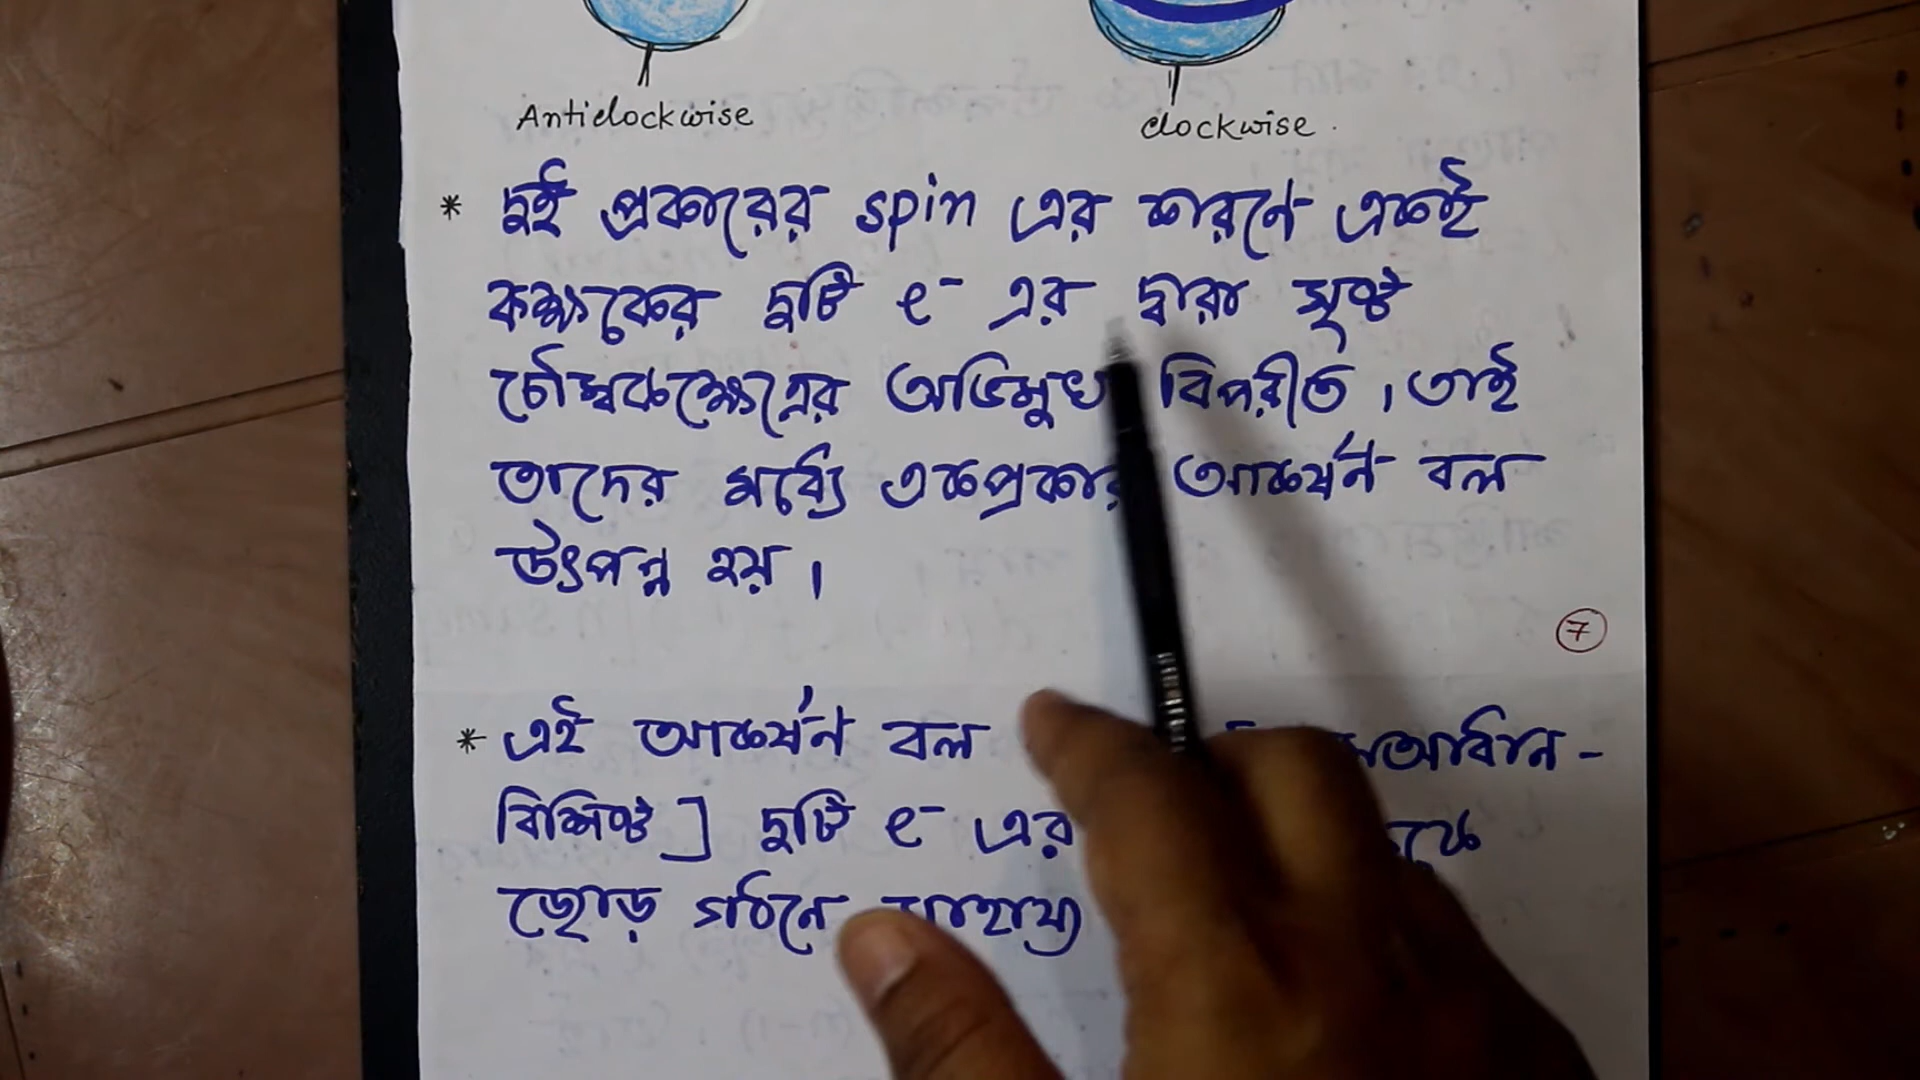 Anticlockwise
clockwise.
* দুই প্রকারের spin এর কারণে একই
কক্ষকের দুটি e⁻ এর দ্বারা সৃষ্ট
চৌম্বকক্ষেত্রের অভিমুখ বিপরীত। তাই
তাদের মধ্যে একপ্রকার আকর্ষণ বল
উৎপন্ন হয়।
7
* এই আকর্ষণ বল
বিশিষ্ট] দুটি e⁻ এর
জোড় গঠনে সাহায্য